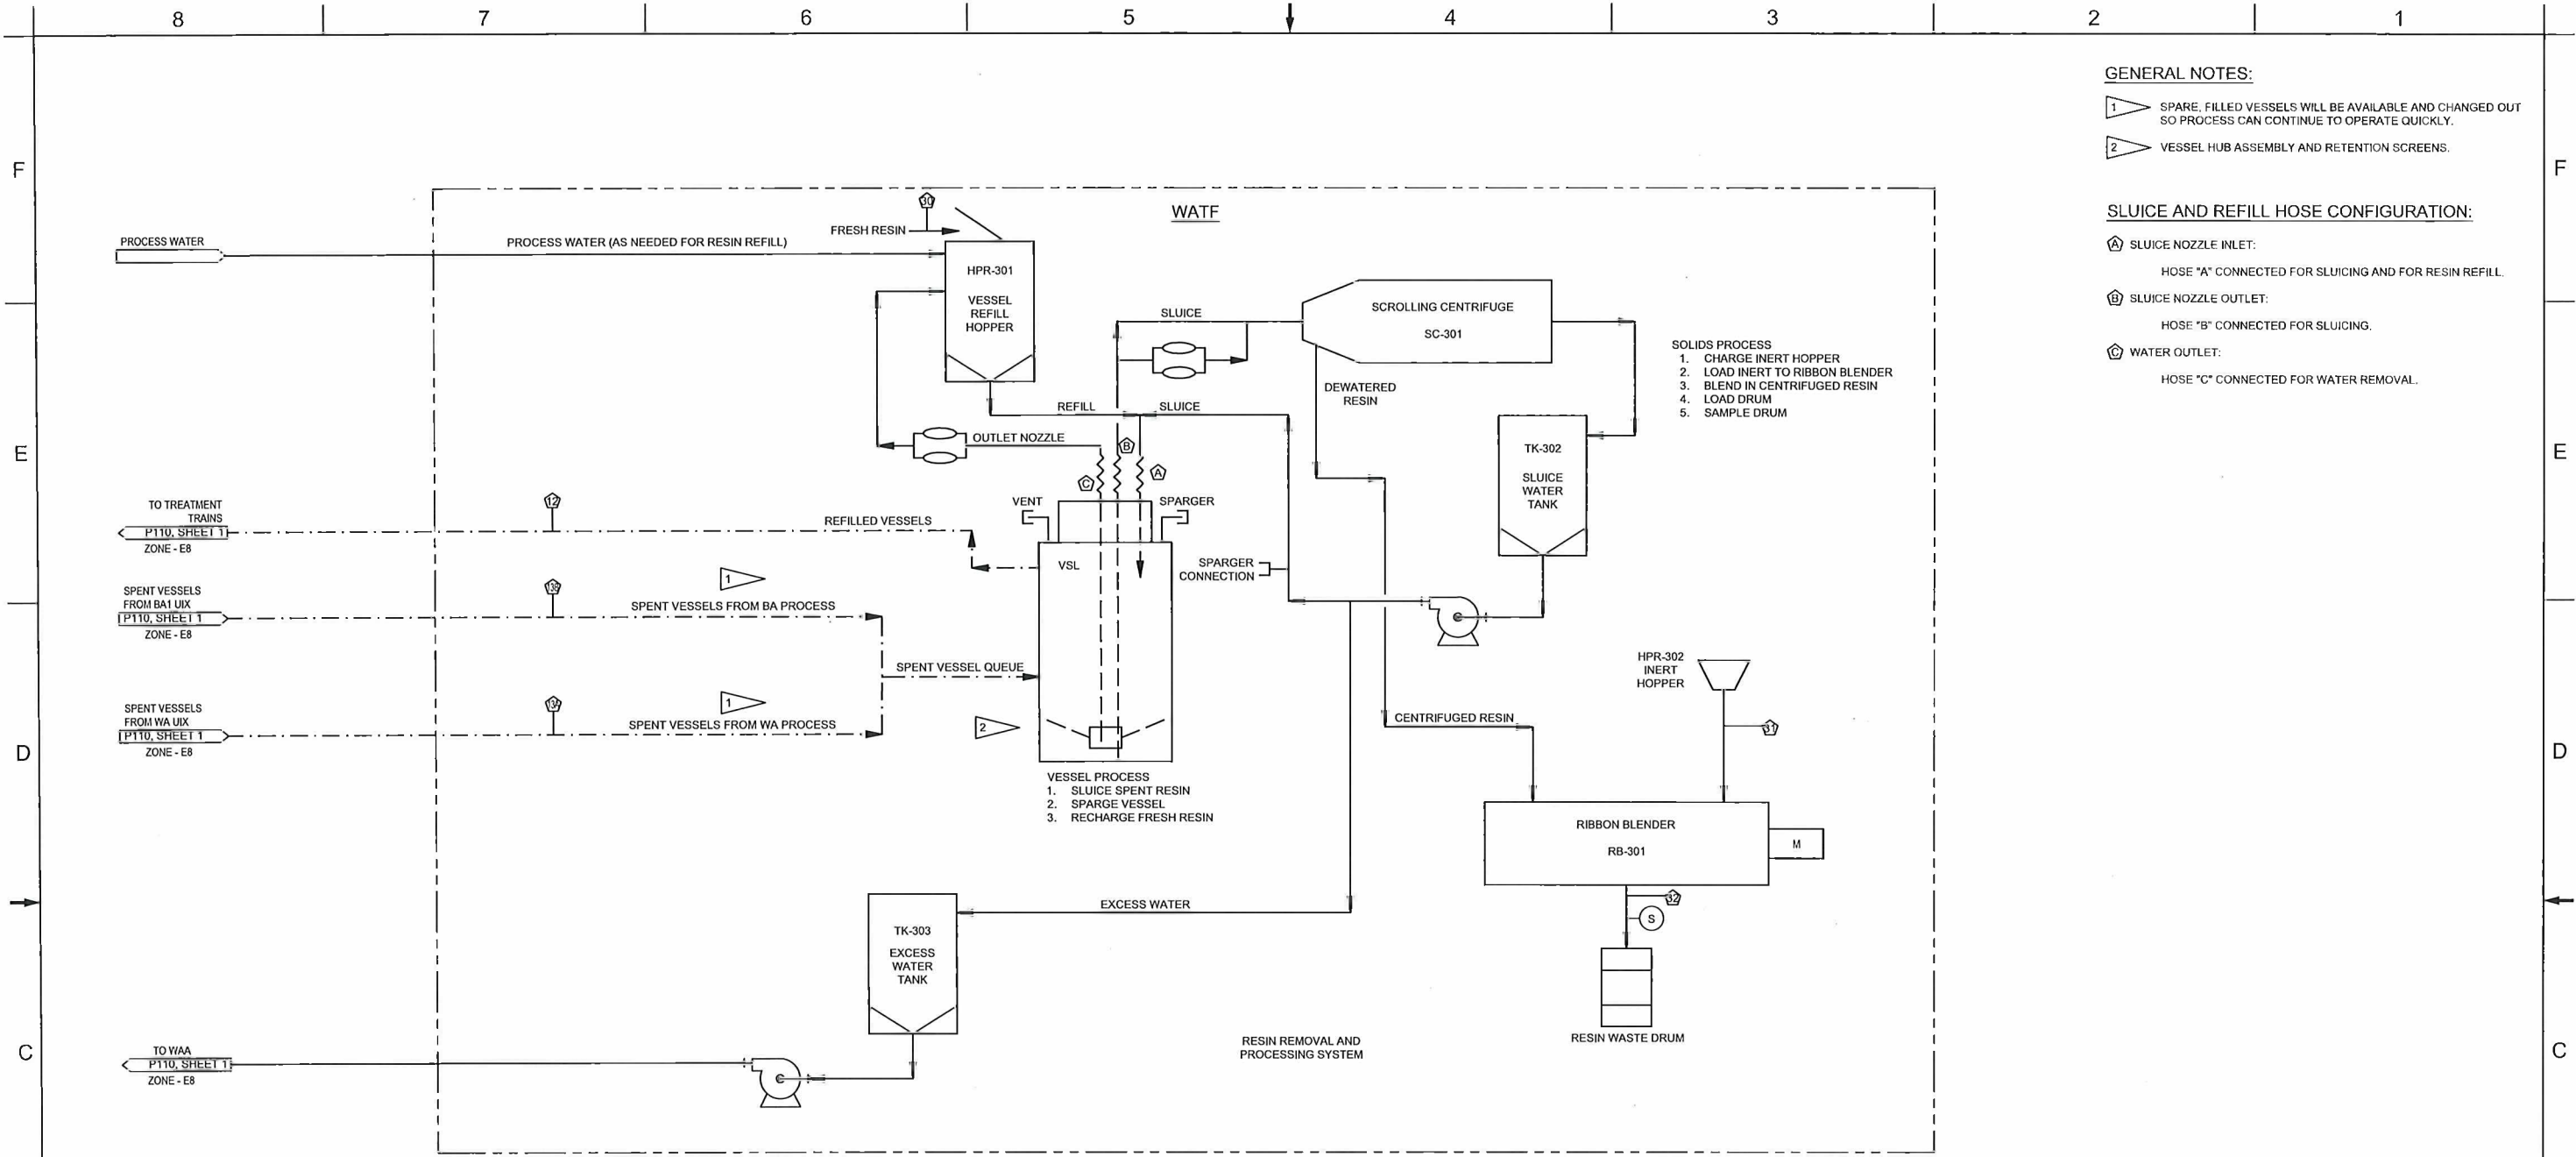 8
7
6
5
4
3
2
1
F
E
D
C
F
E
D
C
GENERAL NOTES:
1
SPARE, FILLED VESSELS WILL BE AVAILABLE AND CHANGED OUT
SO PROCESS CAN CONTINUE TO OPERATE QUICKLY.
2
VESSEL HUB ASSEMBLY AND RETENTION SCREENS.
SLUICE AND REFILL HOSE CONFIGURATION:
A
SLUICE NOZZLE INLET:
HOSE "A" CONNECTED FOR SLUICING AND FOR RESIN REFILL.
B
SLUICE NOZZLE OUTLET:
HOSE "B" CONNECTED FOR SLUICING.
C
WATER OUTLET:
HOSE "C" CONNECTED FOR WATER REMOVAL.
WATF
30
FRESH RESIN
PROCESS WATER
PROCESS WATER (AS NEEDED FOR RESIN REFILL)
HPR-301
VESSEL
REFILL
HOPPER
SLUICE
SCROLLING CENTRIFUGE
SC-301
SOLIDS PROCESS
1. CHARGE INERT HOPPER
2. LOAD INERT TO RIBBON BLENDER
3. BLEND IN CENTRIFUGED RESIN
4. LOAD DRUM
5. SAMPLE DRUM
DEWATERED
RESIN
REFILL
SLUICE
OUTLET NOZZLE
B
A
C
TK-302
SLUICE
WATER
TANK
VENT
SPARGER
TO TREATMENT
TRAINS
P110, SHEET 1
ZONE - E8
12
REFILLED VESSELS
VSL
SPARGER
CONNECTION
SPENT VESSELS
FROM BA1 UIX
P110, SHEET 1
ZONE - E8
1
SPENT VESSELS FROM BA PROCESS
SPENT VESSEL QUEUE
SPENT VESSELS
FROM WA UIX
P110, SHEET 1
ZONE - E8
1
SPENT VESSELS FROM WA PROCESS
2
HPR-302
INERT
HOPPER
31
CENTRIFUGED RESIN
VESSEL PROCESS
1. SLUICE SPENT RESIN
2. SPARGE VESSEL
3. RECHARGE FRESH RESIN
RIBBON BLENDER
RB-301
M
32
S
EXCESS WATER
TK-303
EXCESS
WATER
TANK
RESIN WASTE DRUM
RESIN REMOVAL AND
PROCESSING SYSTEM
TO WAA
P110, SHEET 1
ZONE - E8